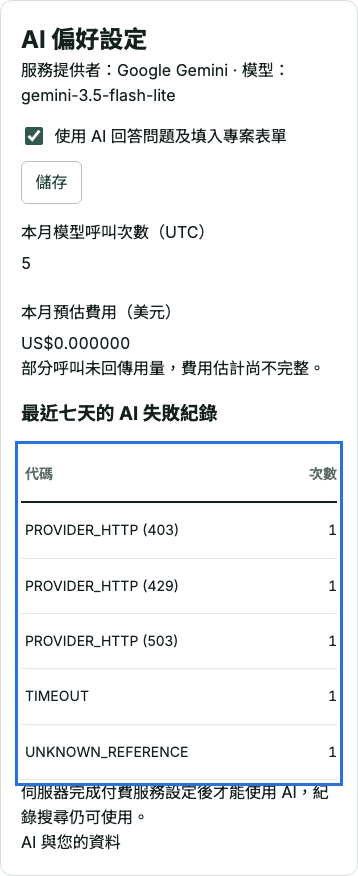 AI 偏好設定
服務提供者：Google Gemini · 模型：
gemini-3.5-flash-lite
使用 AI 回答問題及填入專案表單
儲存
本月模型呼叫次數（UTC）
5
本月預估費用（美元）
US$0.000000
部分呼叫未回傳用量，費用估計尚不完整。
最近七天的 AI 失敗紀錄
代碼 次數
PROVIDER_HTTP (403) 1
PROVIDER_HTTP (429) 1
PROVIDER_HTTP (503) 1
TIMEOUT 1
UNKNOWN_REFERENCE 1
伺服器完成付費服務設定後才能使用 AI，紀
錄搜尋仍可使用。
AI 與您的資料